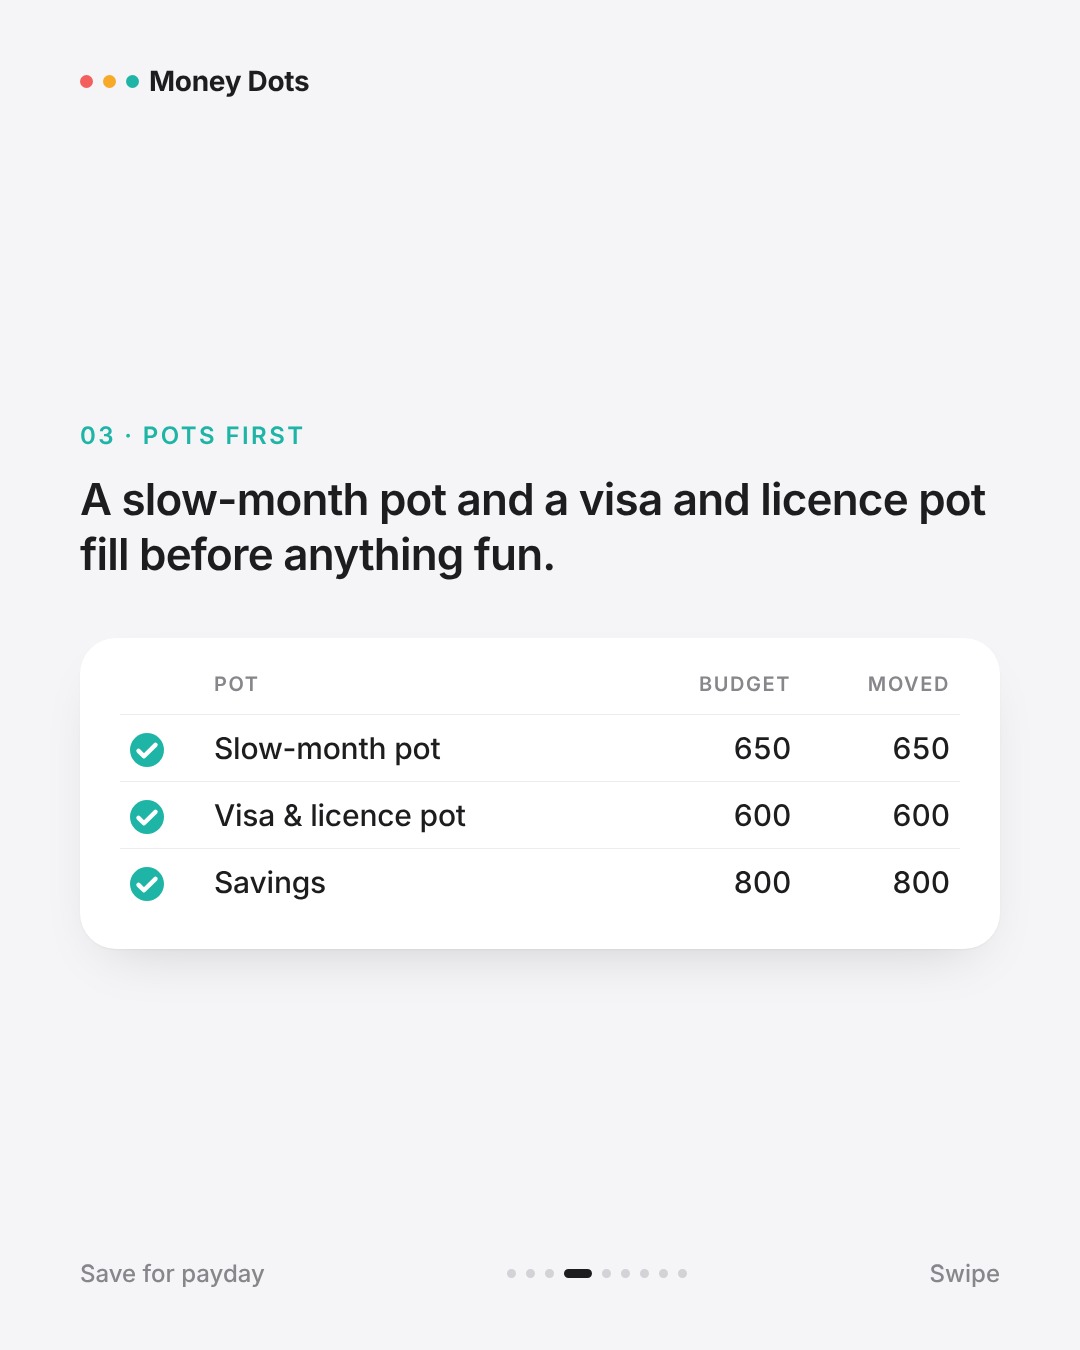 Money Dots
03 · POTS FIRST
A slow-month pot and a visa and licence pot
fill before anything fun.
POT BUDGET MOVED
Slow-month pot 650 650
Visa & licence pot 600 600
Savings 800 800
Save for payday Swipe